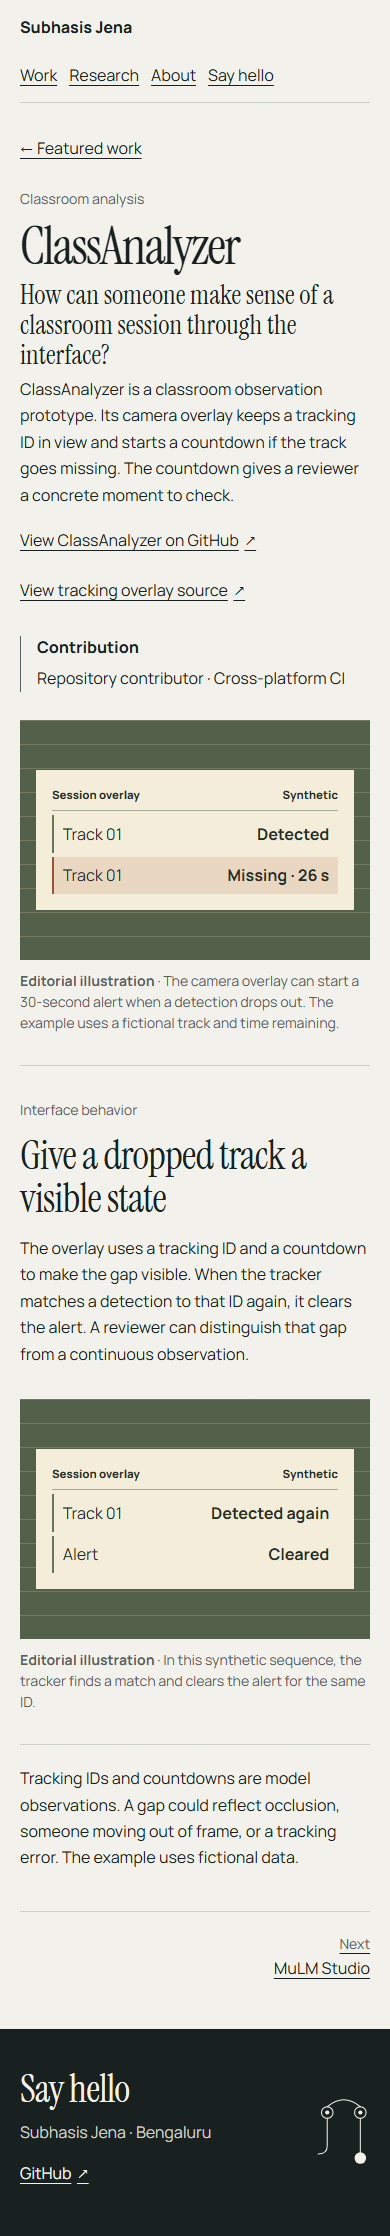 Subhasis Jena
Work Research About Say hello
← Featured work
Classroom analysis
ClassAnalyzer
How can someone make sense of a
classroom session through the
interface?
ClassAnalyzer is a classroom observation
prototype. Its camera overlay keeps a tracking
ID in view and starts a countdown if the track
goes missing. The countdown gives a reviewer
a concrete moment to check.
View ClassAnalyzer on GitHub ↗
View tracking overlay source ↗
Contribution
Repository contributor · Cross-platform CI
Session overlay Synthetic
Track 01 Detected
Track 01 Missing · 26 s
Editorial illustration · The camera overlay can start a
30-second alert when a detection drops out. The
example uses a fictional track and time remaining.
Interface behavior
Give a dropped track a
visible state
The overlay uses a tracking ID and a countdown
to make the gap visible. When the tracker
matches a detection to that ID again, it clears
the alert. A reviewer can distinguish that gap
from a continuous observation.
Session overlay Synthetic
Track 01 Detected again
Alert Cleared
Editorial illustration · In this synthetic sequence, the
tracker finds a match and clears the alert for the same
ID.
Tracking IDs and countdowns are model
observations. A gap could reflect occlusion,
someone moving out of frame, or a tracking
error. The example uses fictional data.
Next
MuLM Studio
Say hello
Subhasis Jena · Bengaluru
GitHub ↗